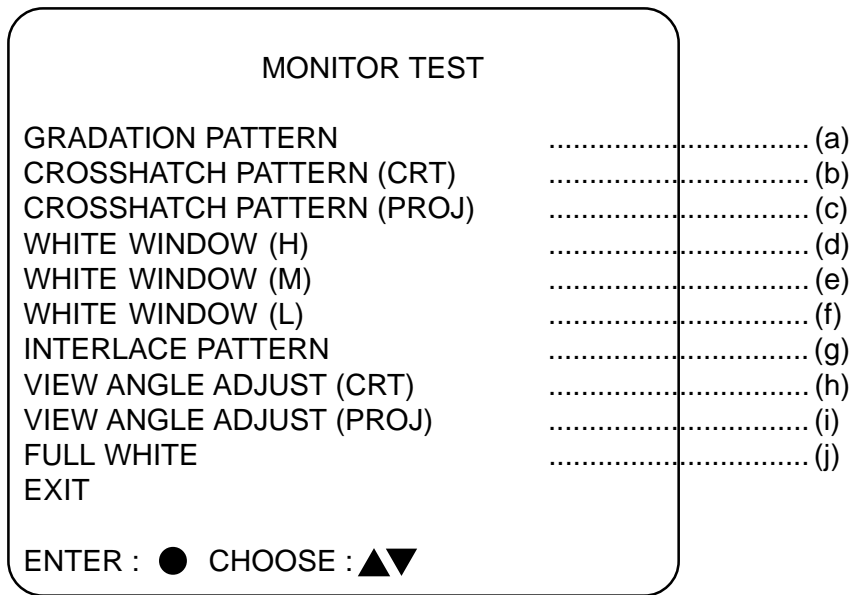 MONITOR TEST
GRADATION PATTERN ................................ (a)
CROSSHATCH PATTERN (CRT) ................................ (b)
CROSSHATCH PATTERN (PROJ) ................................ (c)
WHITE WINDOW (H) ................................ (d)
WHITE WINDOW (M) ................................ (e)
WHITE WINDOW (L) ................................ (f)
INTERLACE PATTERN ................................ (g)
VIEW ANGLE ADJUST (CRT) ................................ (h)
VIEW ANGLE ADJUST (PROJ) ................................ (i)
FULL WHITE ................................ (j)
EXIT
ENTER : ● CHOOSE : ▲▼